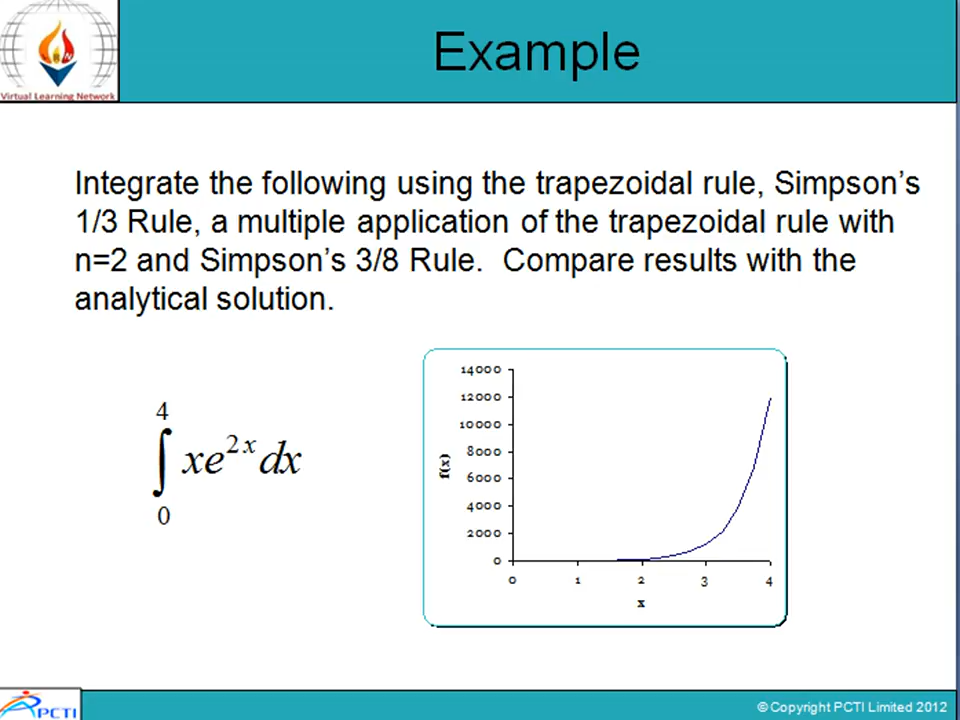 Example
Virtual Learning Network
Integrate the following using the trapezoidal rule, Simpson's
1/3 Rule, a multiple application of the trapezoidal rule with
n=2 and Simpson's 3/8 Rule.  Compare results with the
analytical solution.
4
∫ xe^{2x} dx
0
14000
12000
10000
8000
6000
4000
2000
0
f(x)
0 1 2 3 4
x
PCTI
© Copyright PCTI Limited 2012